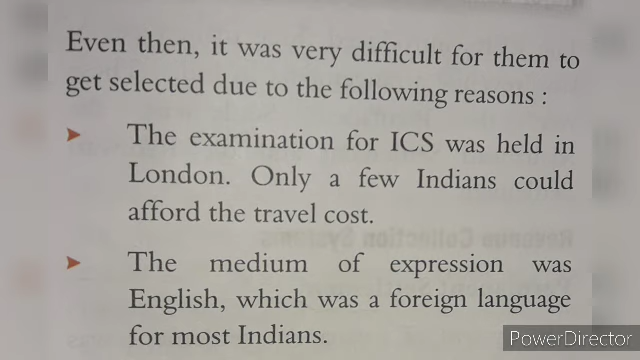 Even then, it was very difficult for them to
get selected due to the following reasons :
➤ The examination for ICS was held in
London. Only a few Indians could
afford the travel cost.
➤ The medium of expression was
English, which was a foreign language
for most Indians.
PowerDirector